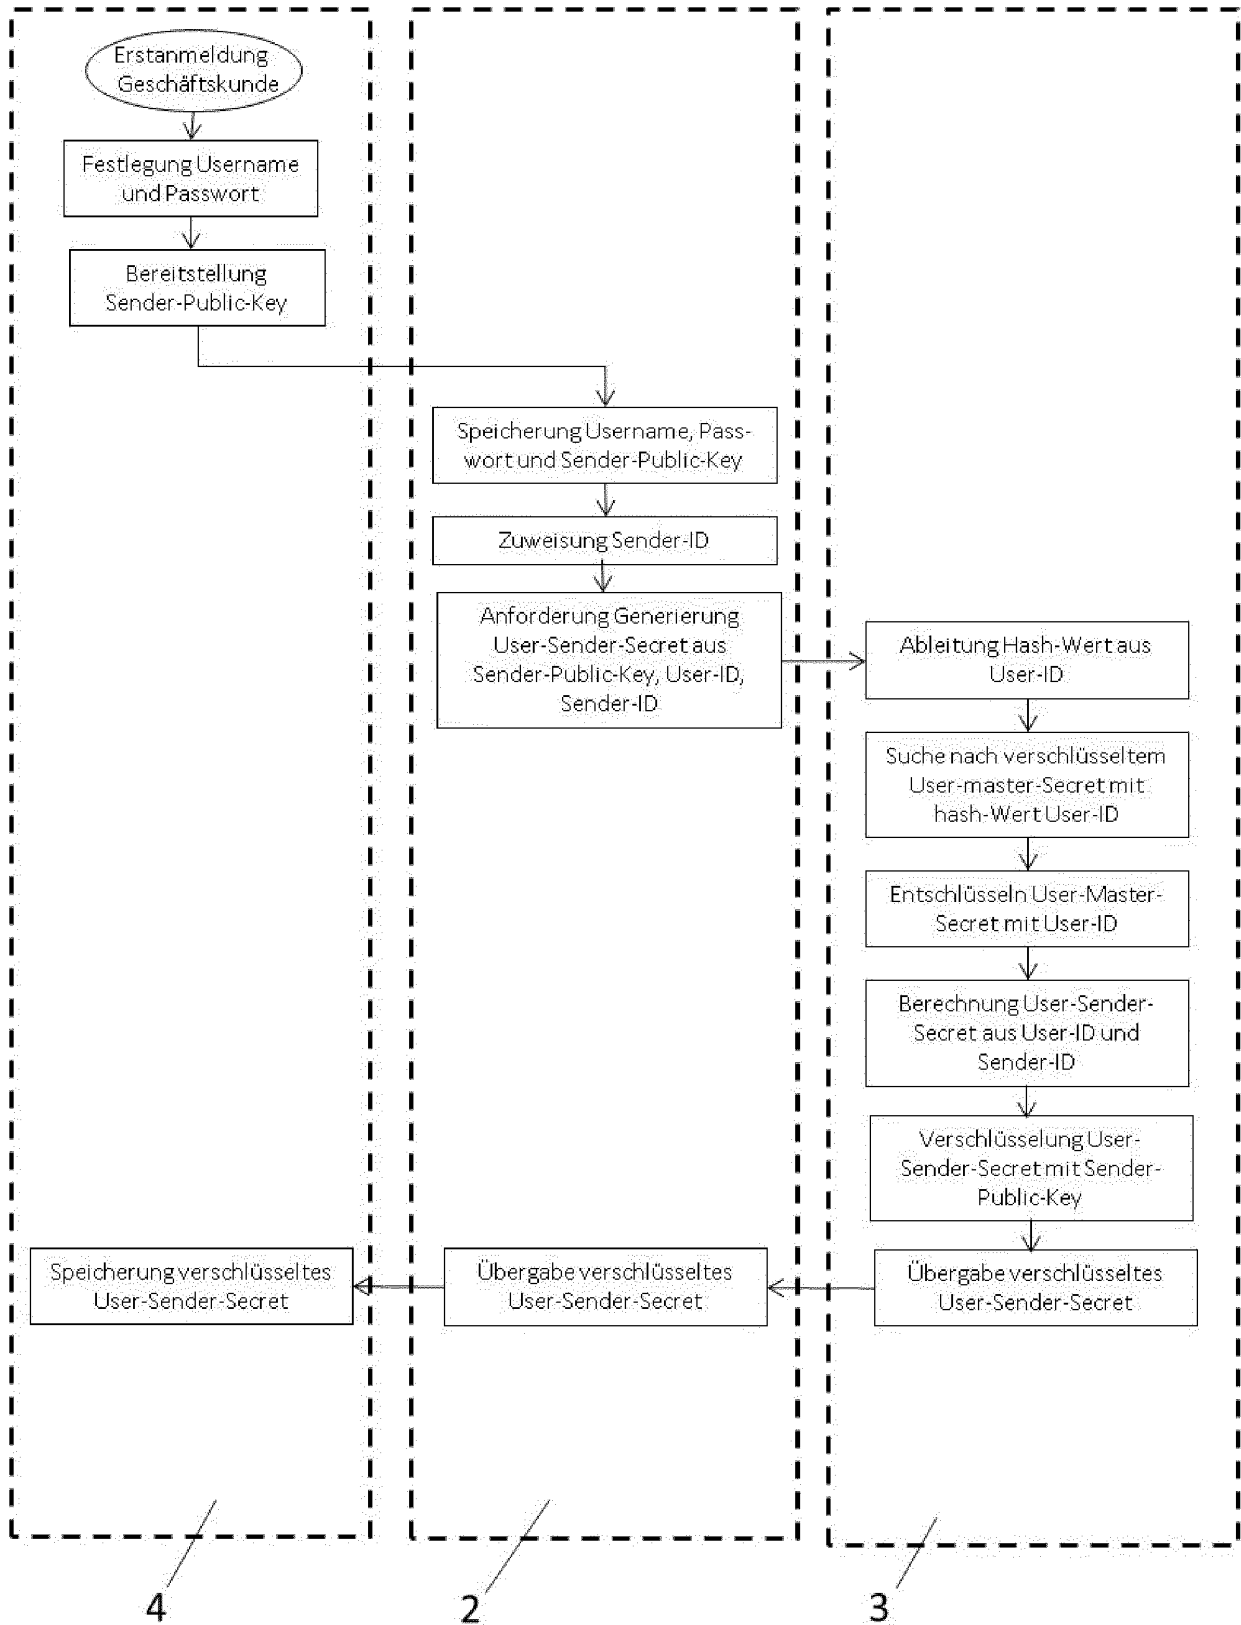 Erstanmeldung
Geschäftskunde
Festlegung Username
und Passwort
Bereitstellung
Sender-Public-Key
Speicherung Username, Pass-
wort und Sender-Public-Key
Zuweisung Sender-ID
Anforderung Generierung
User-Sender-Secret aus
Sender-Public-Key, User-ID,
Sender-ID
Ableitung Hash-Wert aus
User-ID
Suche nach verschlüsseltem
User-master-Secret mit
hash-Wert User-ID
Entschlüsseln User-Master-
Secret mit User-ID
Berechnung User-Sender-
Secret aus User-ID und
Sender-ID
Verschlüsselung User-
Sender-Secret mit Sender-
Public-Key
Übergabe verschlüsseltes
User-Sender-Secret
Übergabe verschlüsseltes
User-Sender-Secret
Speicherung verschlüsseltes
User-Sender-Secret
4
2
3